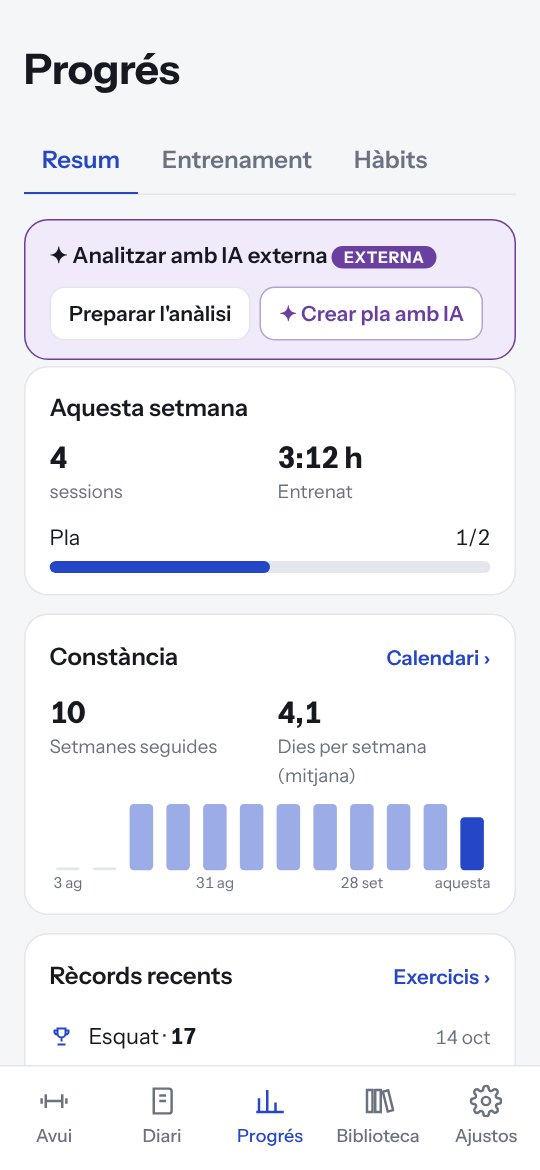 Progrés
Resum Entrenament Hàbits
✦ Analitzar amb IA externa EXTERNA
Preparar l'anàlisi ✦ Crear pla amb IA
Aquesta setmana
4 3:12 h
sessions Entrenat
Pla 1/2
Constància Calendari ›
10 4,1
Setmanes seguides Dies per setmana
(mitjana)
3 ag 31 ag 28 set aquesta
Rècords recents Exercicis ›
Esquat · 17 14 oct
Avui Diari Progrés Biblioteca Ajustos